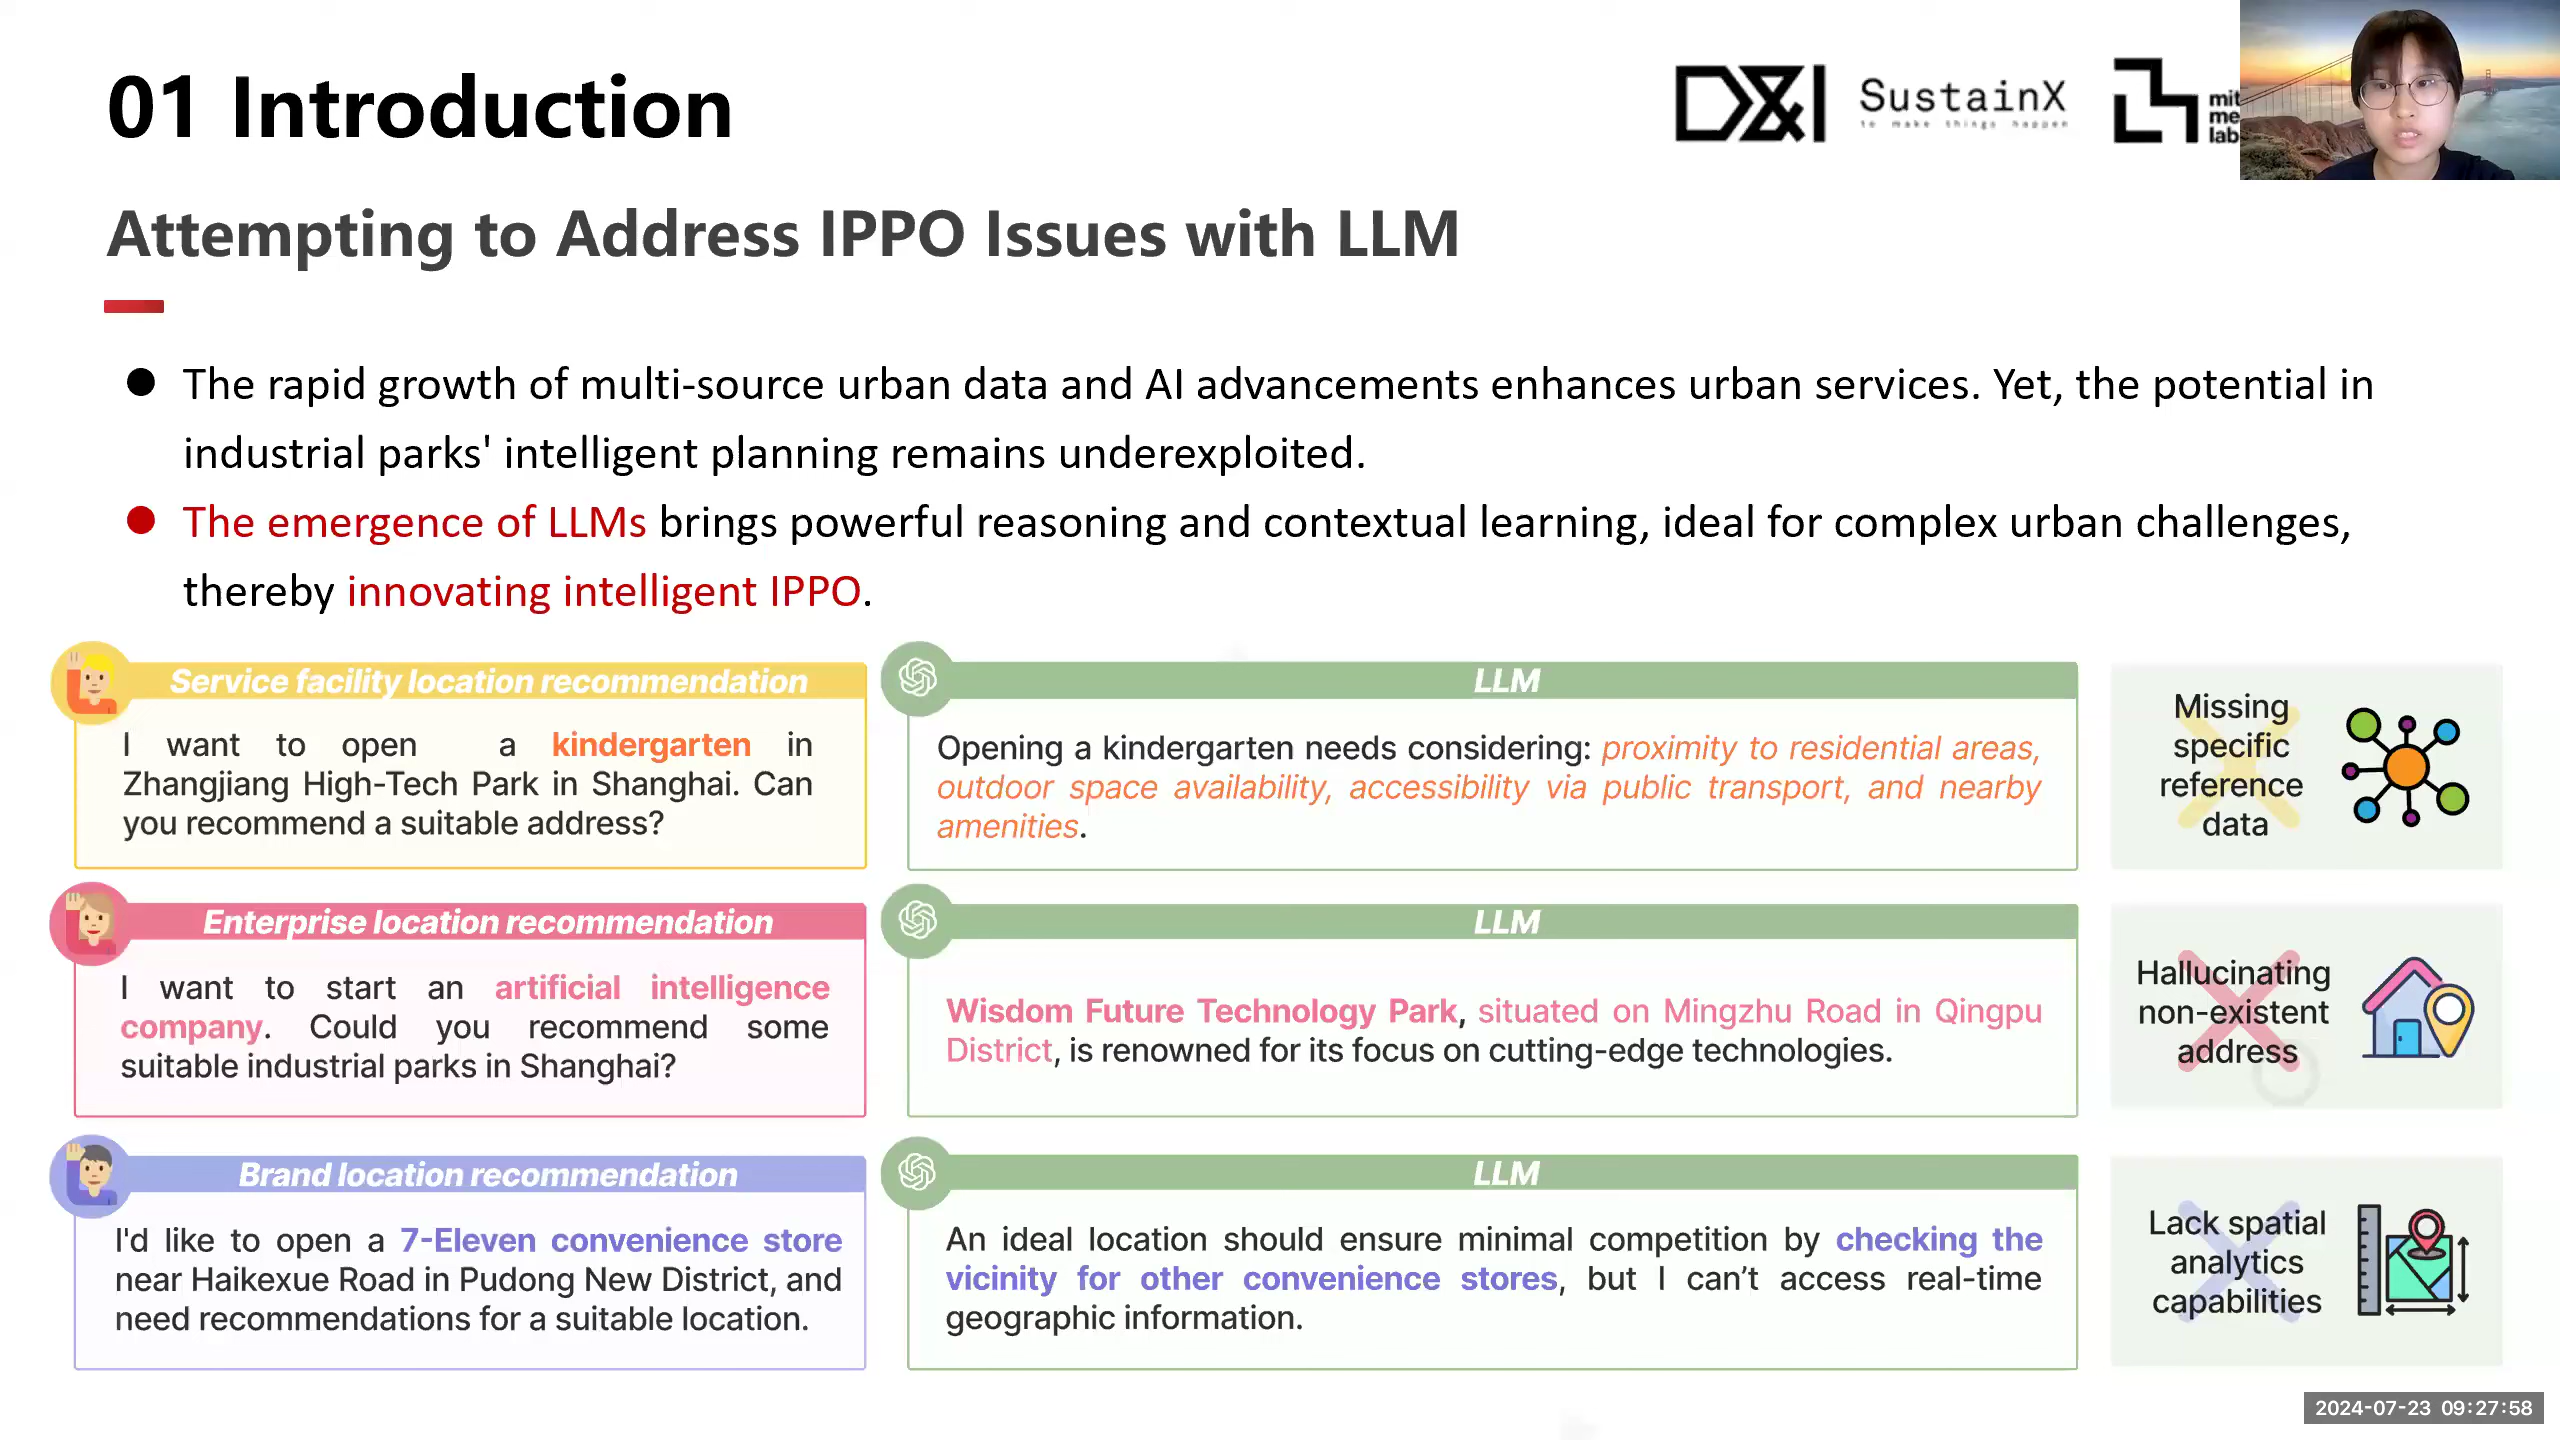 01 Introduction
D&I
SustainX
to make things happen
mit
me
lab
Attempting to Address IPPO Issues with LLM
The rapid growth of multi-source urban data and AI advancements enhances urban services. Yet, the potential in
industrial parks' intelligent planning remains underexploited.
The emergence of LLMs brings powerful reasoning and contextual learning, ideal for complex urban challenges,
thereby innovating intelligent IPPO.
Service facility location recommendation
I want to open a kindergarten in
Zhangjiang High-Tech Park in Shanghai. Can
you recommend a suitable address?
LLM
Opening a kindergarten needs considering: proximity to residential areas,
outdoor space availability, accessibility via public transport, and nearby
amenities.
Missing
specific
reference
data
Enterprise location recommendation
I want to start an artificial intelligence
company. Could you recommend some
suitable industrial parks in Shanghai?
LLM
Wisdom Future Technology Park, situated on Mingzhu Road in Qingpu
District, is renowned for its focus on cutting-edge technologies.
Hallucinating
non-existent
address
Brand location recommendation
I'd like to open a 7-Eleven convenience store
near Haikexue Road in Pudong New District, and
need recommendations for a suitable location.
LLM
An ideal location should ensure minimal competition by checking the
vicinity for other convenience stores, but I can’t access real-time
geographic information.
Lack spatial
analytics
capabilities
2024-07-23 09:27:58